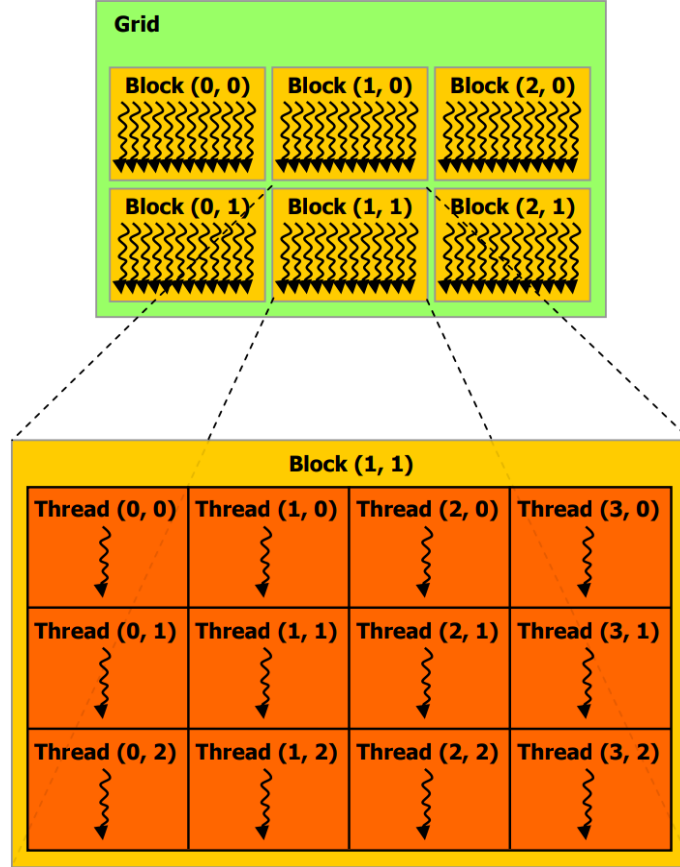 Grid
Block (0, 0) Block (1, 0) Block (2, 0)
Block (0, 1) Block (1, 1) Block (2, 1)
Block (1, 1)
Thread (0, 0) Thread (1, 0) Thread (2, 0) Thread (3, 0)
Thread (0, 1) Thread (1, 1) Thread (2, 1) Thread (3, 1)
Thread (0, 2) Thread (1, 2) Thread (2, 2) Thread (3, 2)